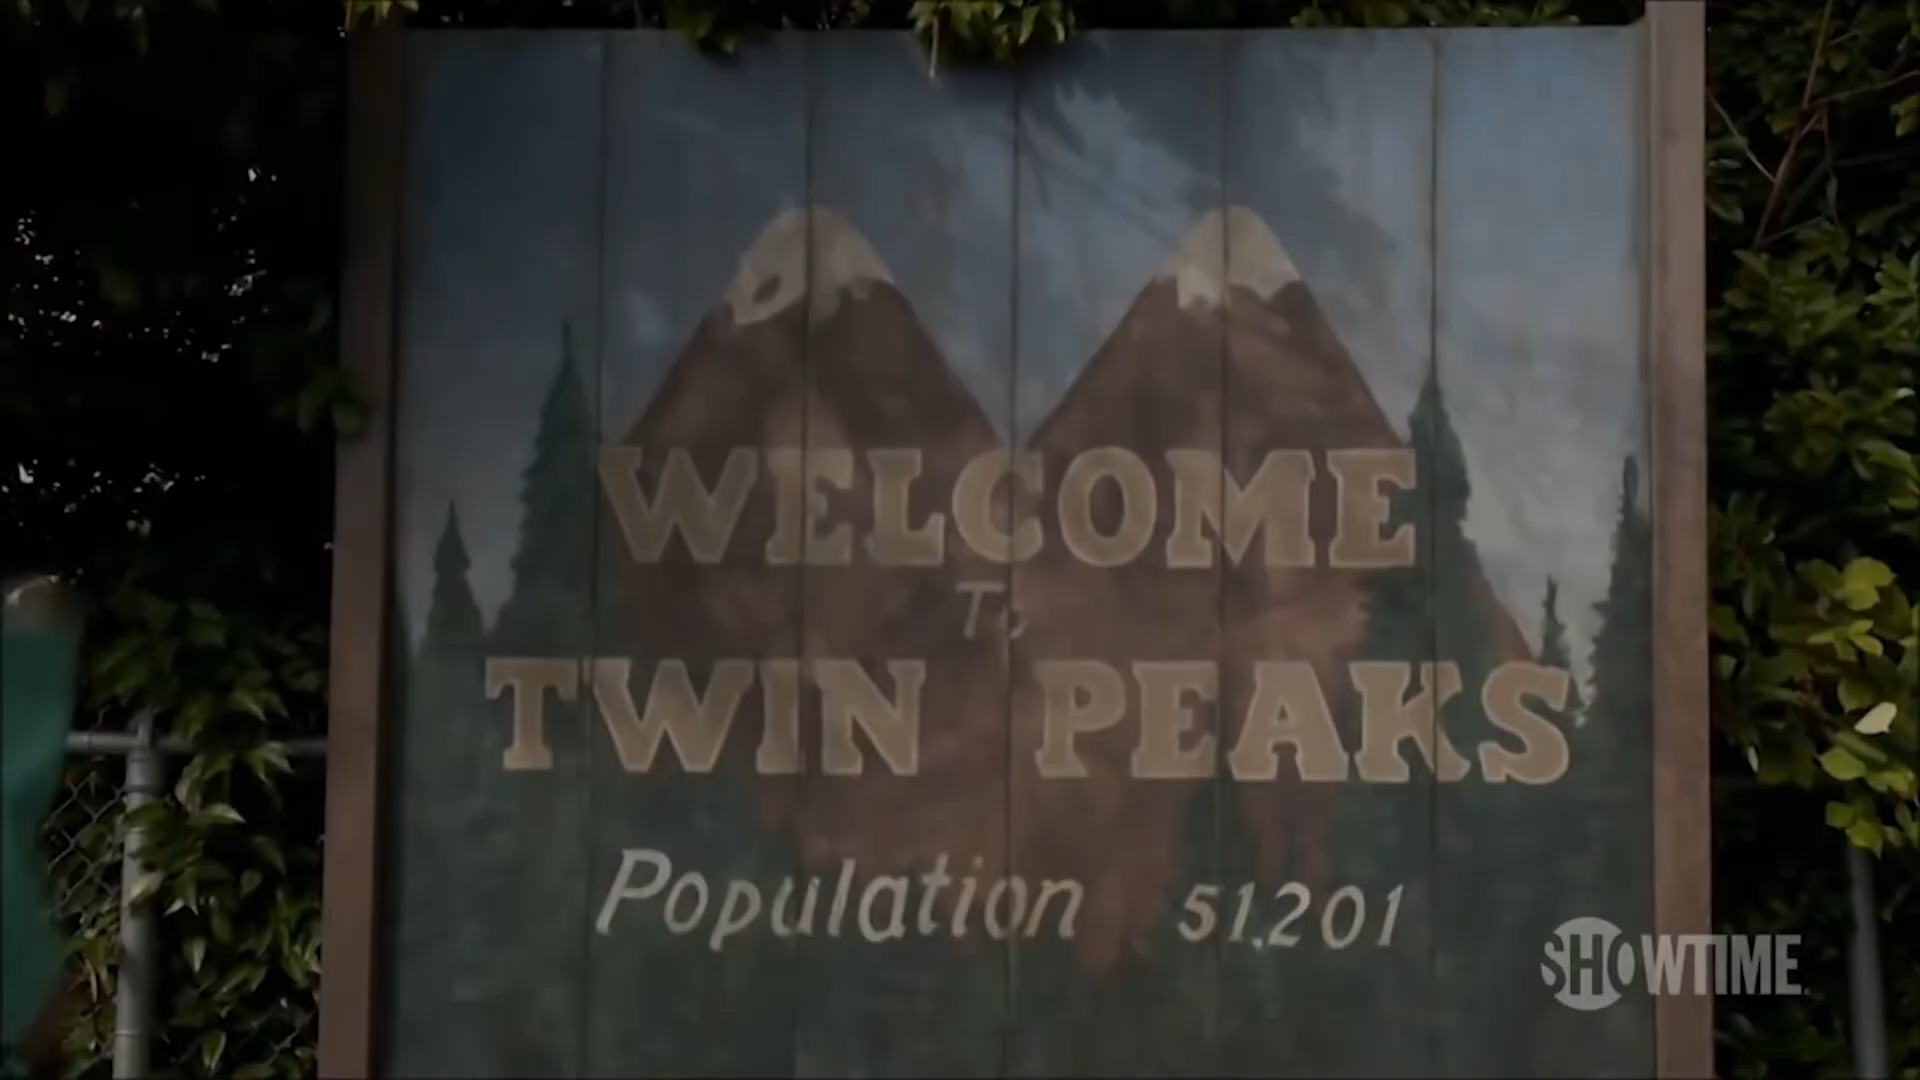 WELCOME
To
TWIN PEAKS
Population 51,201
SHOWTIME